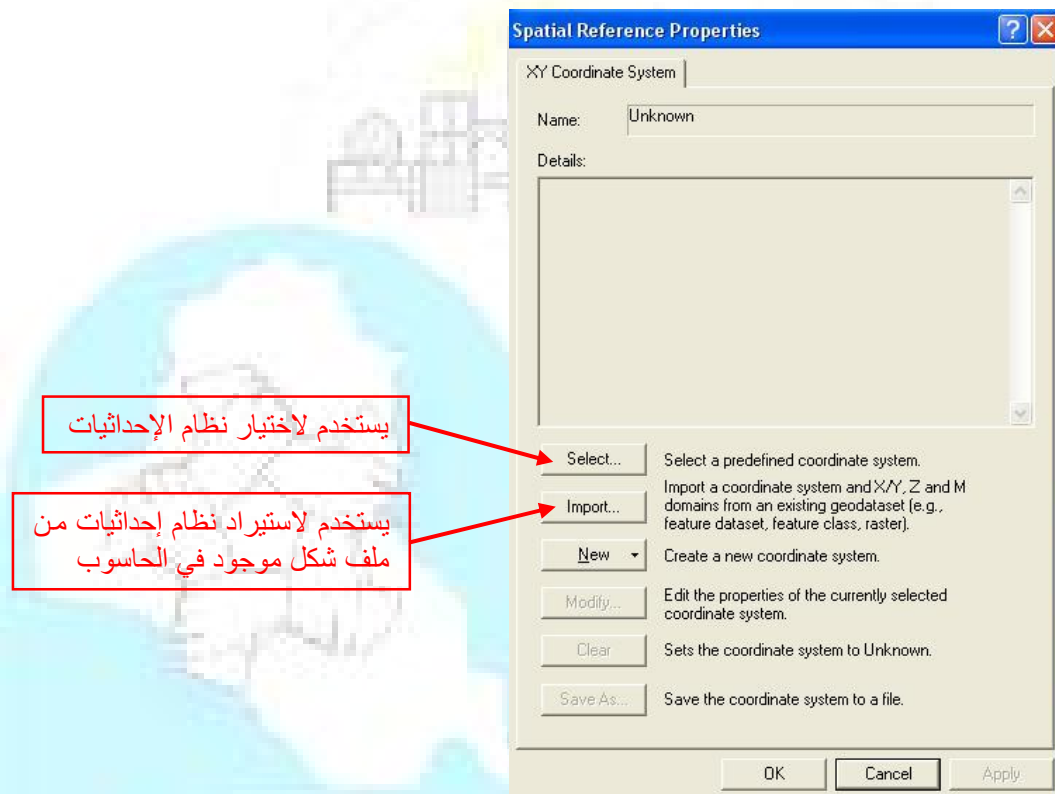 Spatial Reference Properties
XY Coordinate System
Name: Unknown
Details:
يستخدم لاختيار نظام الإحداثيات
Select... Select a predefined coordinate system.
يستخدم لاستيراد نظام إحداثيات من
ملف شكل موجود في الحاسوب
Import... Import a coordinate system and X/Y, Z and M
domains from an existing geodataset (e.g.,
feature dataset, feature class, raster).
New Create a new coordinate system.
Modify... Edit the properties of the currently selected
coordinate system.
Clear Sets the coordinate system to Unknown.
Save As... Save the coordinate system to a file.
OK Cancel Apply